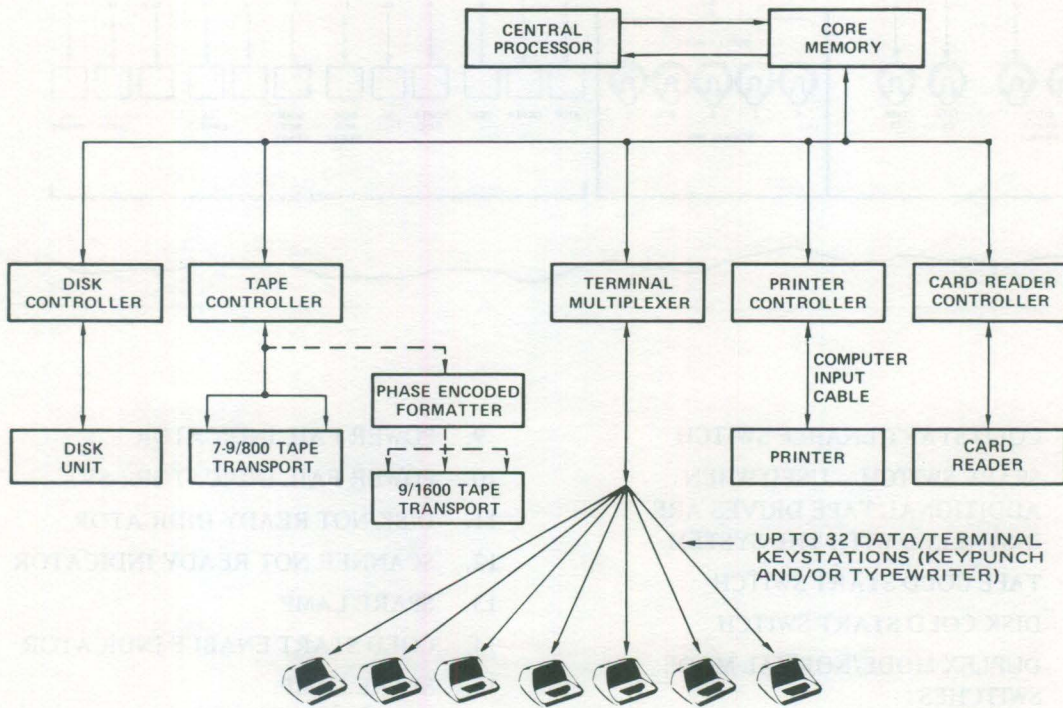 CENTRAL
PROCESSOR
CORE
MEMORY
DISK
CONTROLLER
TAPE
CONTROLLER
TERMINAL
MULTIPLEXER
PRINTER
CONTROLLER
CARD READER
CONTROLLER
COMPUTER
INPUT
CABLE
PHASE ENCODED
FORMATTER
DISK
UNIT
7-9/800 TAPE
TRANSPORT
9/1600 TAPE
TRANSPORT
PRINTER
CARD
READER
UP TO 32 DATA/TERMINAL
KEYSTATIONS (KEYPUNCH
AND/OR TYPEWRITER)